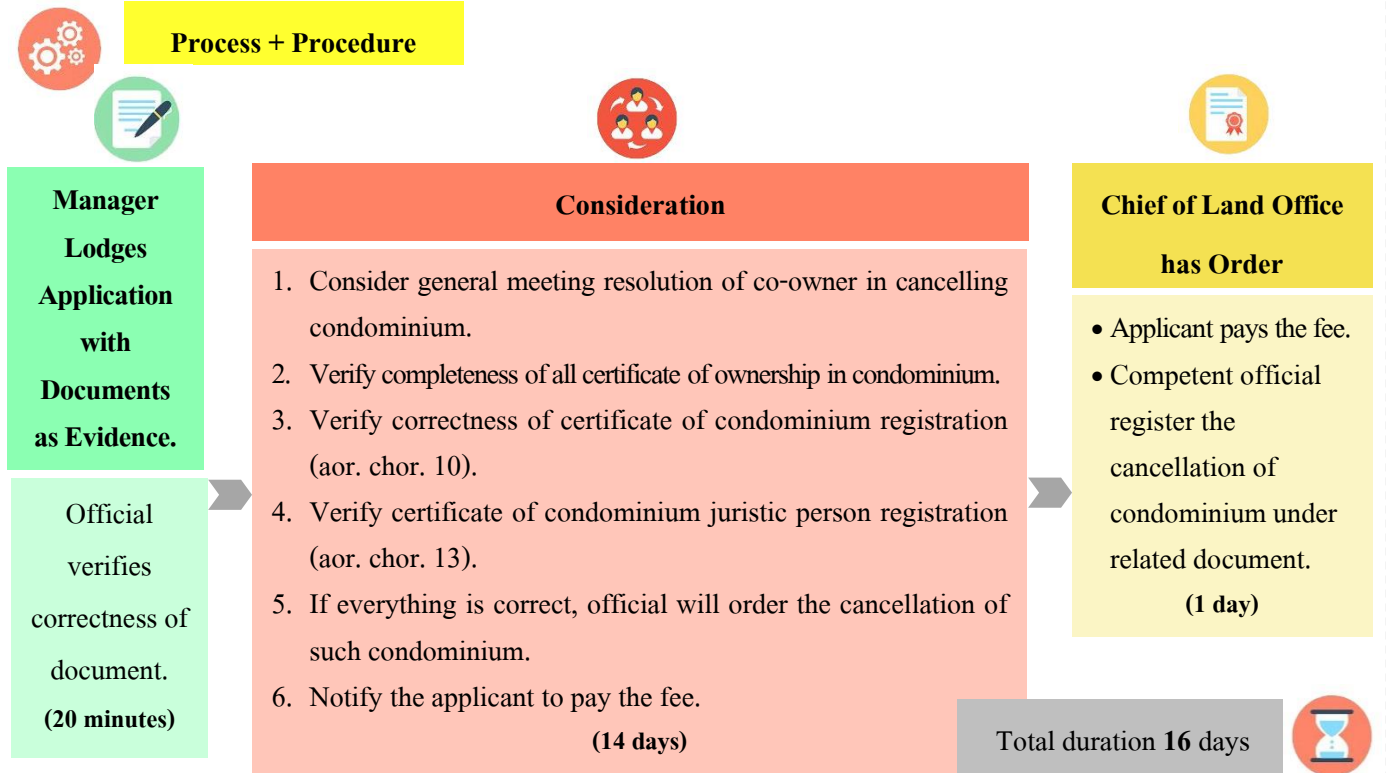 Process + Procedure
Manager
Lodges
Application
with
Documents
as Evidence.
Official
verifies
correctness of
document.
(20 minutes)
Consideration
1. Consider general meeting resolution of co-owner in cancelling
condominium.
2. Verify completeness of all certificate of ownership in condominium.
3. Verify correctness of certificate of condominium registration
(aor. chor. 10).
4. Verify certificate of condominium juristic person registration
(aor. chor. 13).
5. If everything is correct, official will order the cancellation of
such condominium.
6. Notify the applicant to pay the fee.
(14 days)
Chief of Land Office
has Order
• Applicant pays the fee.
• Competent official
register the
cancellation of
condominium under
related document.
(1 day)
Total duration 16 days